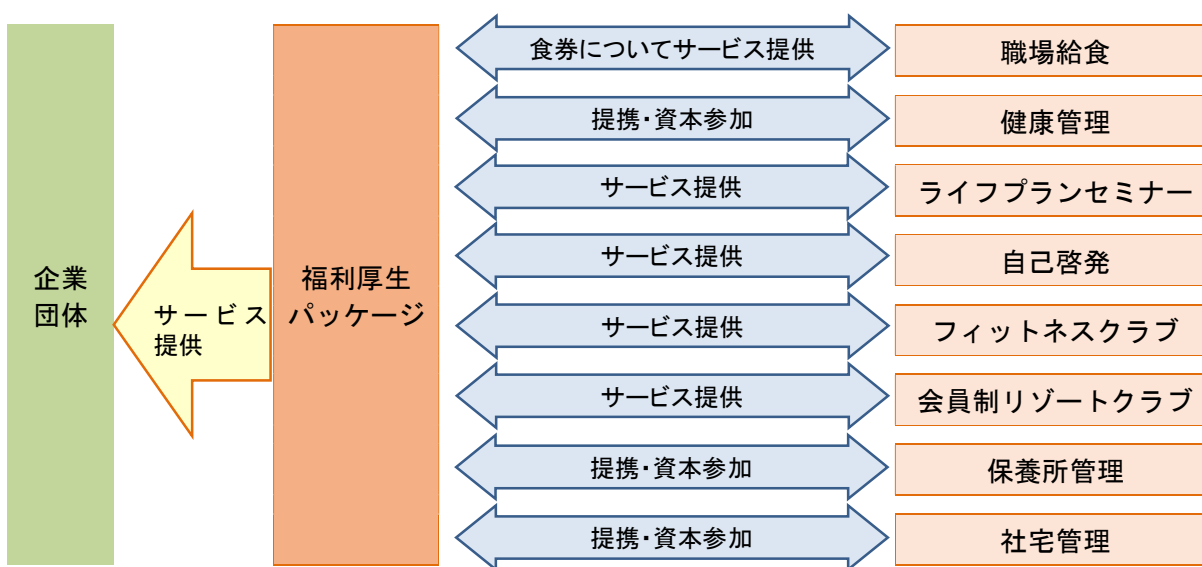 企業
団体
サービス
提供
福利厚生
パッケージ
食券についてサービス提供
職場給食
提携・資本参加
健康管理
サービス提供
ライフプランセミナー
サービス提供
自己啓発
サービス提供
フィットネスクラブ
サービス提供
会員制リゾートクラブ
提携・資本参加
保養所管理
提携・資本参加
社宅管理